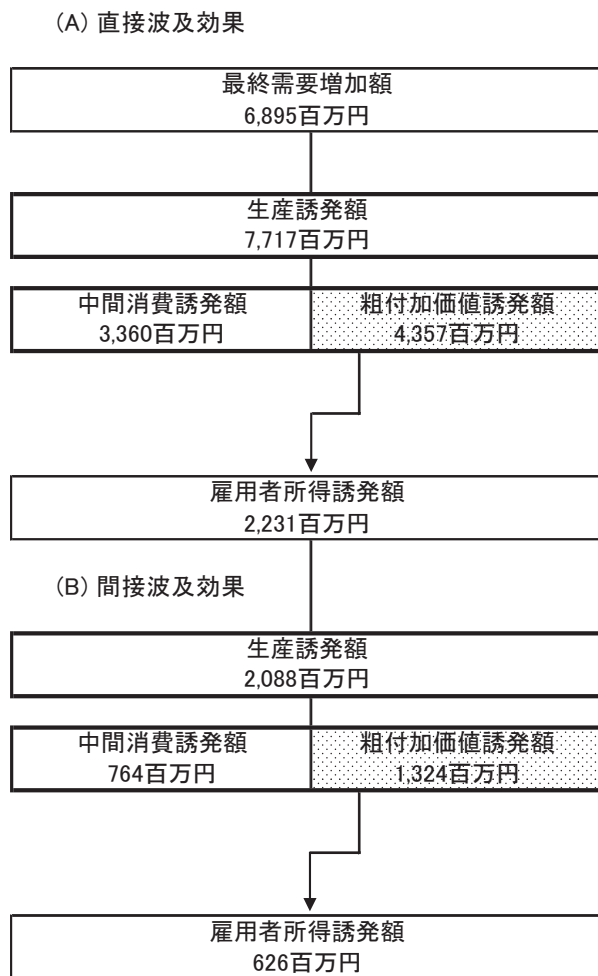 (A) 直接波及効果
最終需要増加額
6,895百万円
生産誘発額
7,717百万円
中間消費誘発額 粗付加価値誘発額
3,360百万円 4,357百万円
雇用者所得誘発額
2,231百万円
(B) 間接波及効果
生産誘発額
2,088百万円
中間消費誘発額 粗付加価値誘発額
764百万円 1,324百万円
雇用者所得誘発額
626百万円